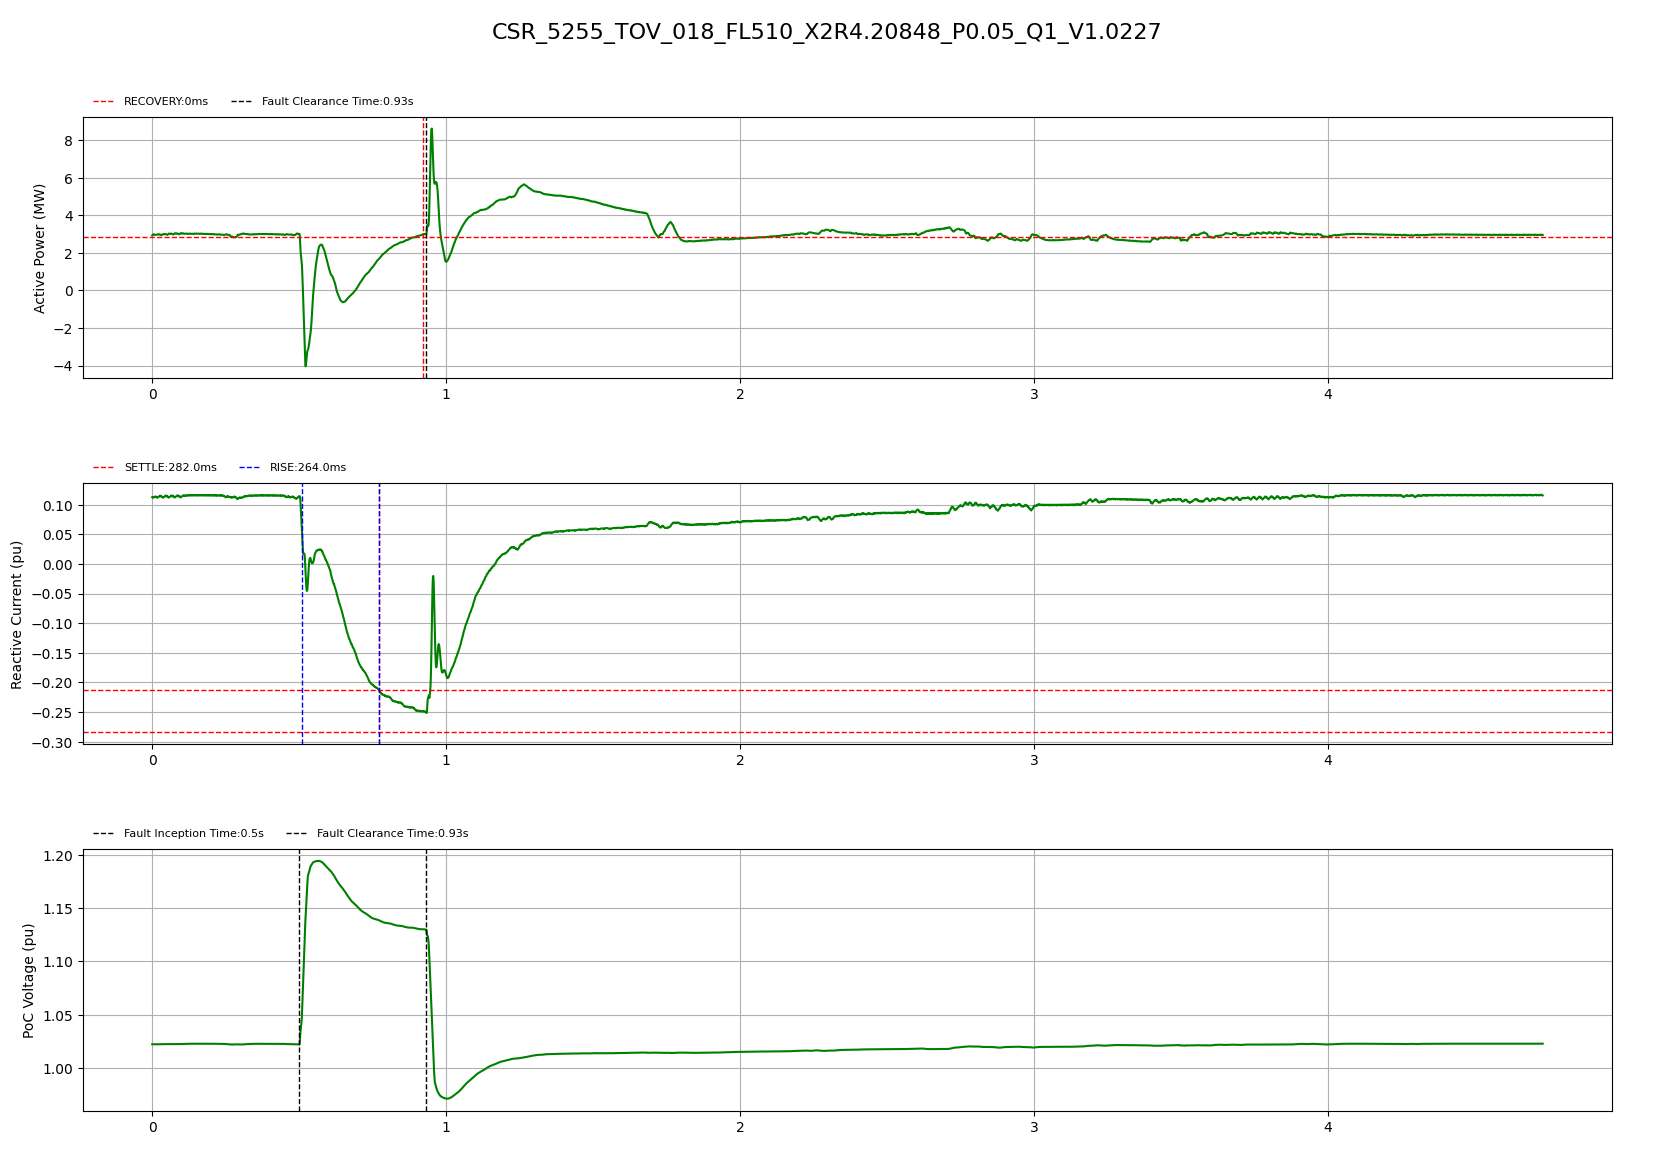 CSR_5255_TOV_018_FL510_X2R4.20848_P0.05_Q1_V1.0227
RECOVERY:0ms Fault Clearance Time:0.93s
Active Power (MW)
8
6
4
2
0
−2
−4
0 1 2 3 4
SETTLE:282.0ms RISE:264.0ms
Reactive Current (pu)
0.10
0.05
0.00
−0.05
−0.10
−0.15
−0.20
−0.25
−0.30
0 1 2 3 4
Fault Inception Time:0.5s Fault Clearance Time:0.93s
PoC Voltage (pu)
1.20
1.15
1.10
1.05
1.00
0 1 2 3 4